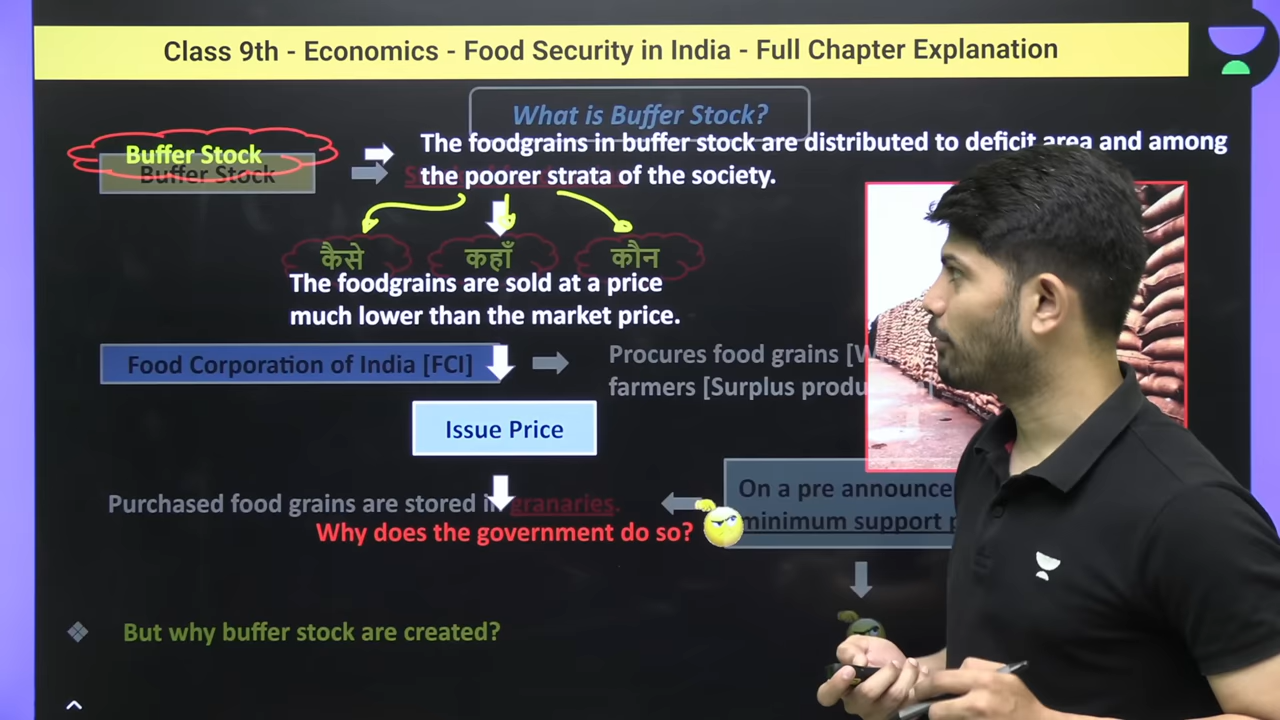 Class 9th - Economics - Food Security in India - Full Chapter Explanation
What is Buffer Stock?
Buffer Stock
Buffer Stock
The foodgrains in buffer stock are distributed to deficit area and among
the poorer strata of the society.
कैसे
कहाँ
कौन
The foodgrains are sold at a price
much lower than the market price.
Food Corporation of India [FCI]
Procures food grains
farmers [Surplus
Issue Price
Purchased food grains are stored in granaries.
On a pre
minimum support
Why does the government do so?
But why buffer stock are created?